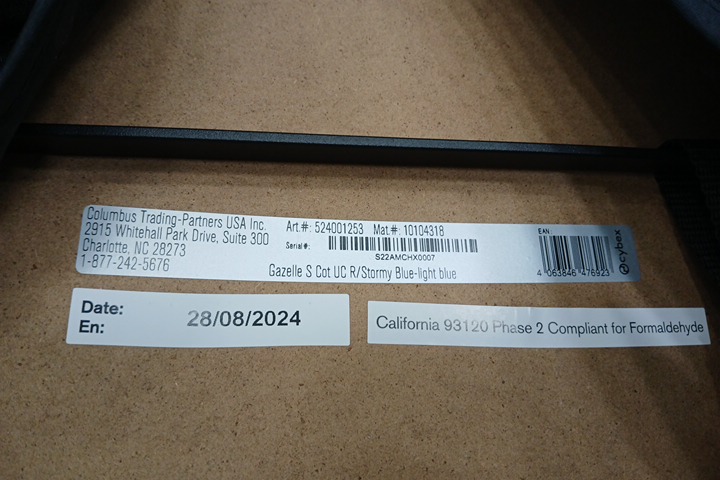 Columbus Trading-Partners USA Inc.
2915 Whitehall Park Drive, Suite 300
Charlotte, NC 28273
1-877-242-5676
Art.#: 524001253 Mat.#: 10104318
Serial#:
S22AMCHX0007
Gazelle S Cot UC R/Stormy Blue-light blue
EAN:
4 063846 476923
cybex
Date:
En:
28/08/2024
California 93120 Phase 2 Compliant for Formaldehyde